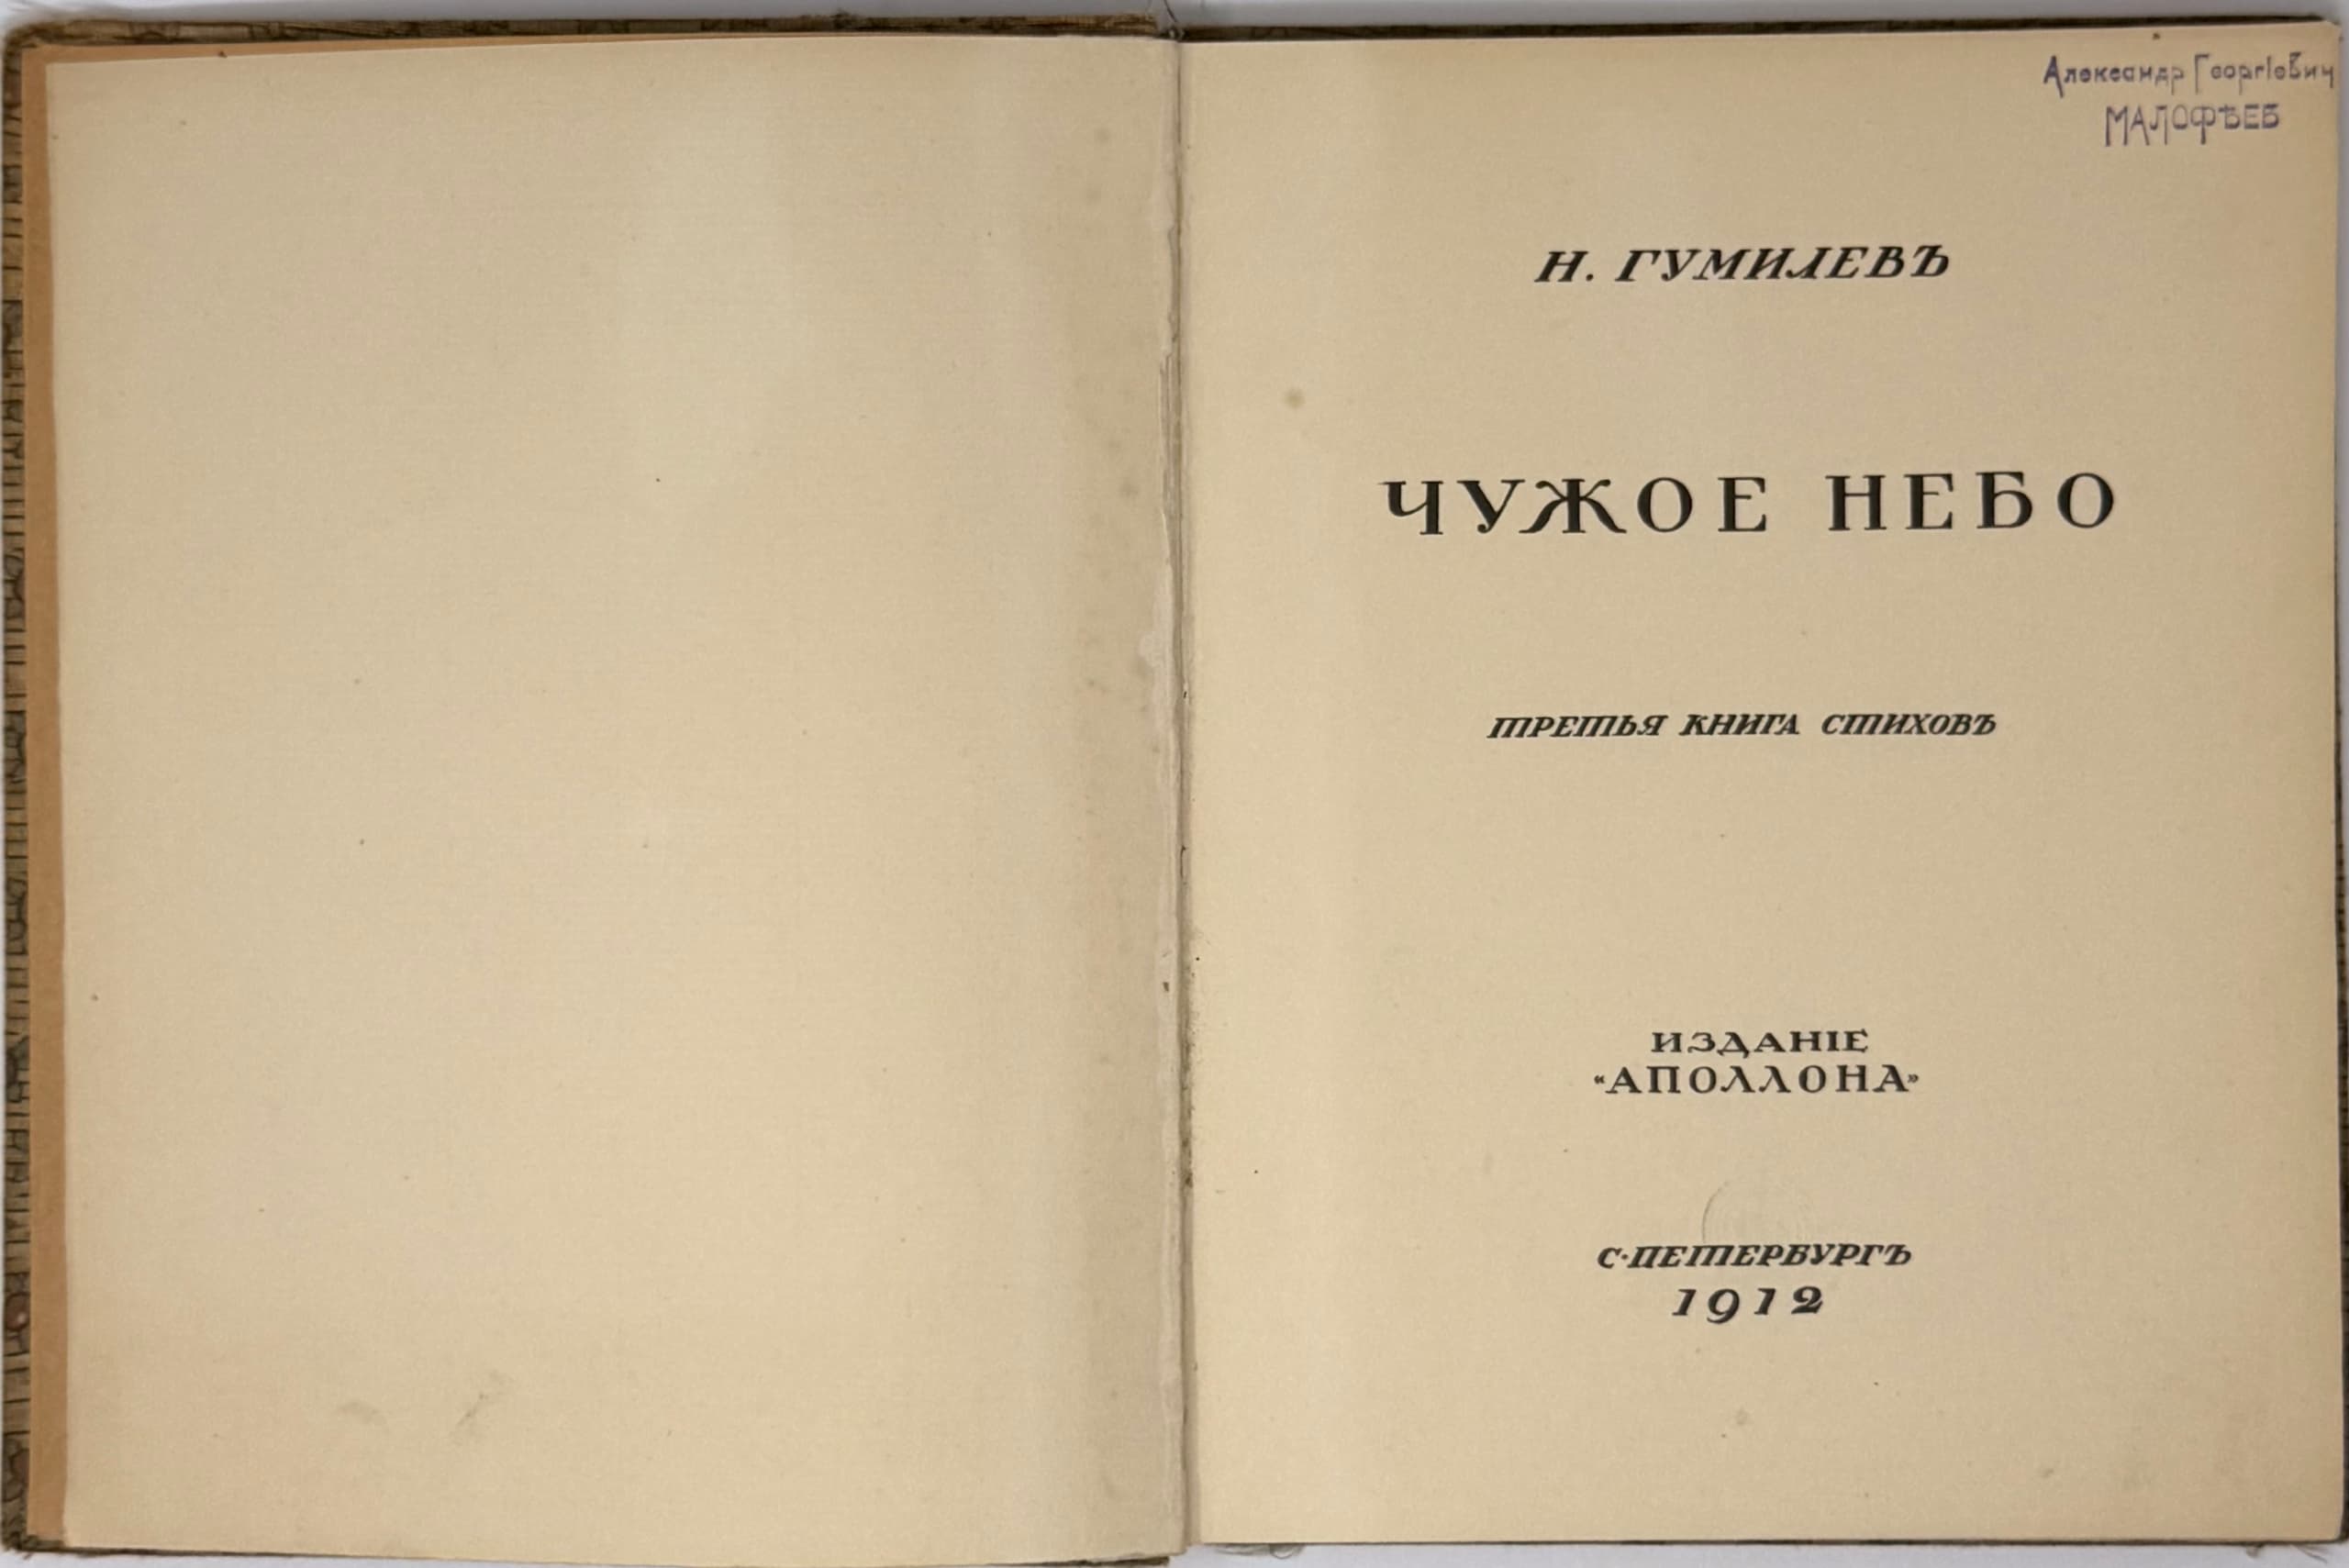 Александр Георгіевич
МАЛОФѢЕВ
Н. ГУМИЛЕВЪ
ЧУЖОЕ НЕБО
ТРЕТЬЯ КНИГА СТИХОВЪ
ИЗДАНІЕ
«АПОЛЛОНА»
С·ПЕТЕРБУРГЪ
1912